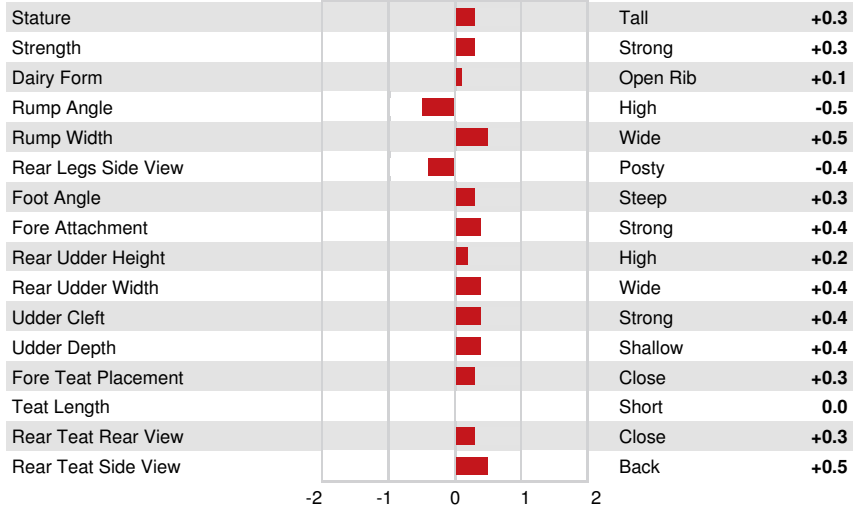 Stature Tall +0.3
Strength Strong +0.3
Dairy Form Open Rib +0.1
Rump Angle High -0.5
Rump Width Wide +0.5
Rear Legs Side View Posty -0.4
Foot Angle Steep +0.3
Fore Attachment Strong +0.4
Rear Udder Height High +0.2
Rear Udder Width Wide +0.4
Udder Cleft Strong +0.4
Udder Depth Shallow +0.4
Fore Teat Placement Close +0.3
Teat Length Short 0.0
Rear Teat Rear View Close +0.3
Rear Teat Side View Back +0.5
-2 -1 0 1 2